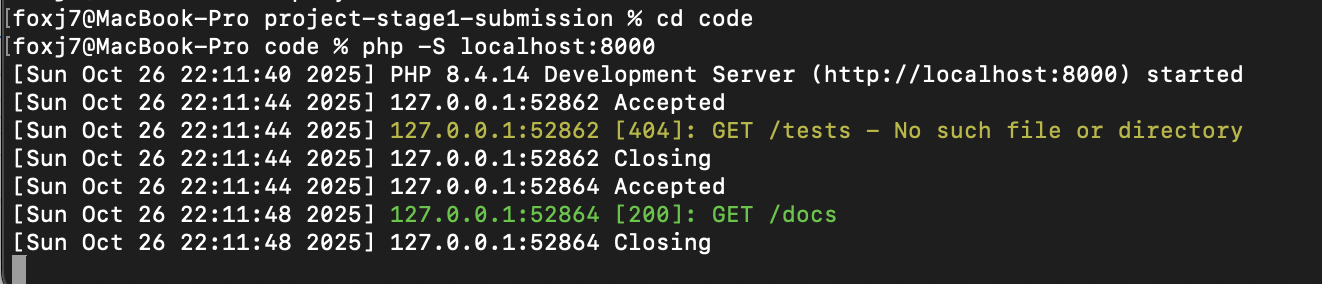 [foxj7@MacBook-Pro project-stage1-submission % cd code
[foxj7@MacBook-Pro code % php -S localhost:8000
[Sun Oct 26 22:11:40 2025] PHP 8.4.14 Development Server (http://localhost:8000) started
[Sun Oct 26 22:11:44 2025] 127.0.0.1:52862 Accepted
[Sun Oct 26 22:11:44 2025] 127.0.0.1:52862 [404]: GET /tests - No such file or directory
[Sun Oct 26 22:11:44 2025] 127.0.0.1:52862 Closing
[Sun Oct 26 22:11:44 2025] 127.0.0.1:52864 Accepted
[Sun Oct 26 22:11:48 2025] 127.0.0.1:52864 [200]: GET /docs
[Sun Oct 26 22:11:48 2025] 127.0.0.1:52864 Closing